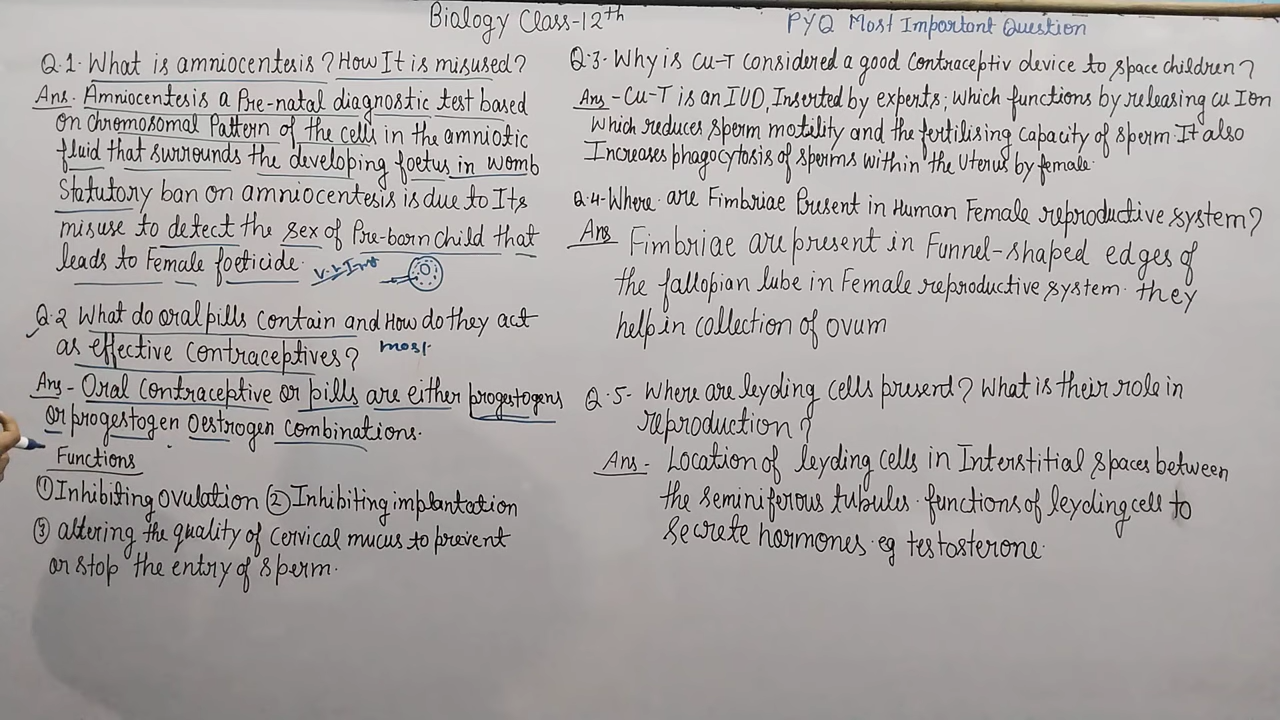 Biology Class-12th
PYQ Most Important Question
Q.1. What is amniocentesis? How It is misused?
Ans. Amniocentesis a Pre-natal diagnostic test based
on chromosomal Pattern of the cells in the amniotic
fluid that surrounds the developing foetus in womb
Statutory ban on amniocentesis is due to Its
misuse to detect the sex of Pre-born child that
leads to Female foeticide. V.V Imt
Q.2 What do oral pills contain and How do they act
as effective contraceptives? most.
Ans - Oral contraceptive or pills are either progestogens
or progestogen Oestrogen combinations.
Functions
① Inhibiting ovulation ② Inhibiting implantation
③ altering the quality of cervical mucus to prevent
or stop the entry of sperm.
Q.3- Why is Cu-T considered a good contraceptiv device to space children?
Ans - Cu-T is an IUD, Inserted by experts; which functions by releasing cu Ion
which reduces sperm motility and the fertilising capacity of sperm. It also
Increases phagocytosis of sperms within the Uterus by female.
Q.4- Where are Fimbriae Present in Human Female reproductive system?
Ans Fimbriae are present in Funnel-shaped edges of
the fallopian lube in Female reproductive system. they
help in collection of ovum
Q.5- Where are leyding cells present? What is their role in
reproduction?
Ans - Location of leyding cells in Interstitial spaces between
the seminiferous tubules. functions of leyding cell to
secrete hormones. eg testosterone.